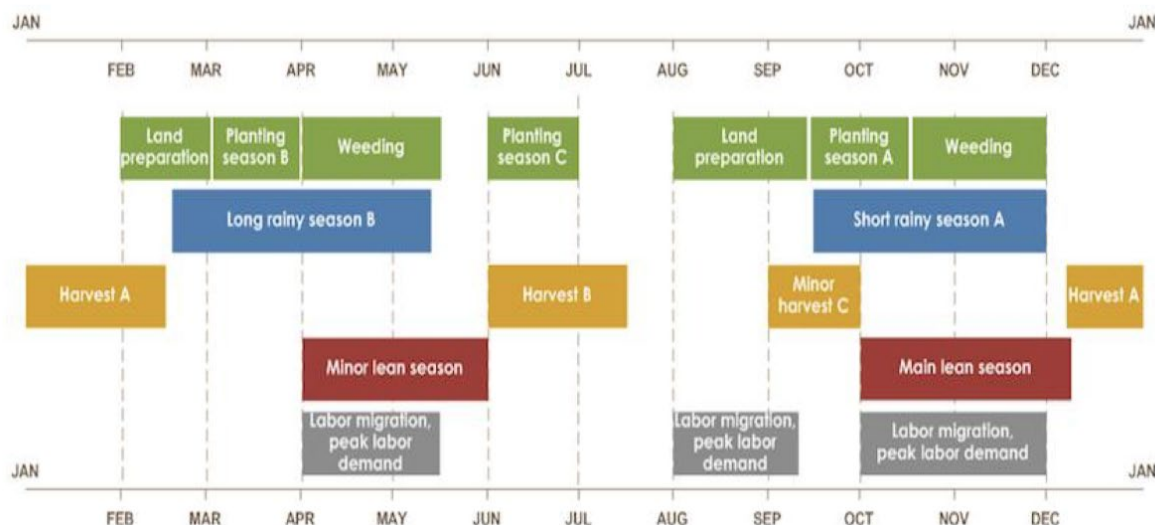 JAN JAN
FEB MAR APR MAY JUN JUL AUG SEP OCT NOV DEC
Land
preparation
Planting
season B
Weeding
Planting
season C
Land
preparation
Planting
season A
Weeding
Long rainy season B
Short rainy season A
Harvest A
Harvest B
Minor
harvest C
Harvest A
Minor lean season
Main lean season
Labor migration,
peak labor
demand
Labor migration,
peak labor
demand
Labor migration,
peak labor demand
JAN JAN
FEB MAR APR MAY JUN JUL AUG SEP OCT NOV DEC